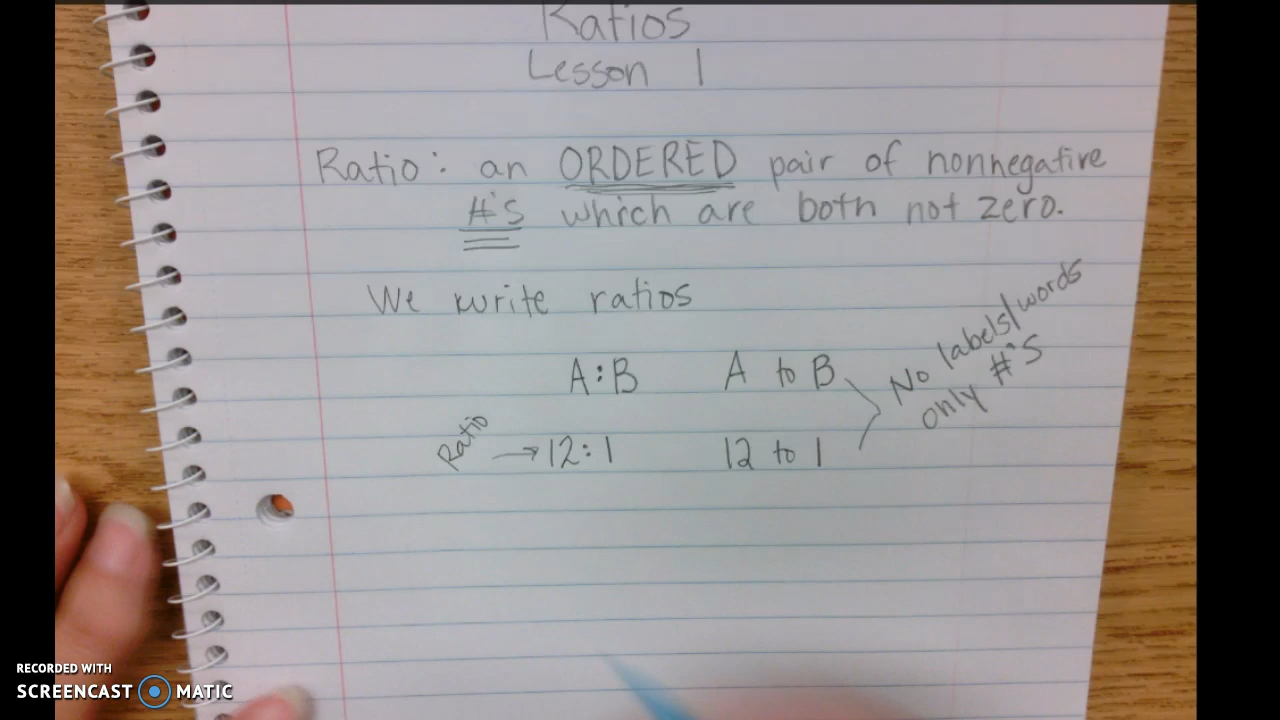 Ratios
Lesson 1
Ratio: an ORDERED pair of nonnegative
#'s which are both not zero.
We write ratios
A:B A to B
No labels/words
only #'s
Ratio → 12:1 12 to 1
RECORDED WITH
SCREENCAST MATIC